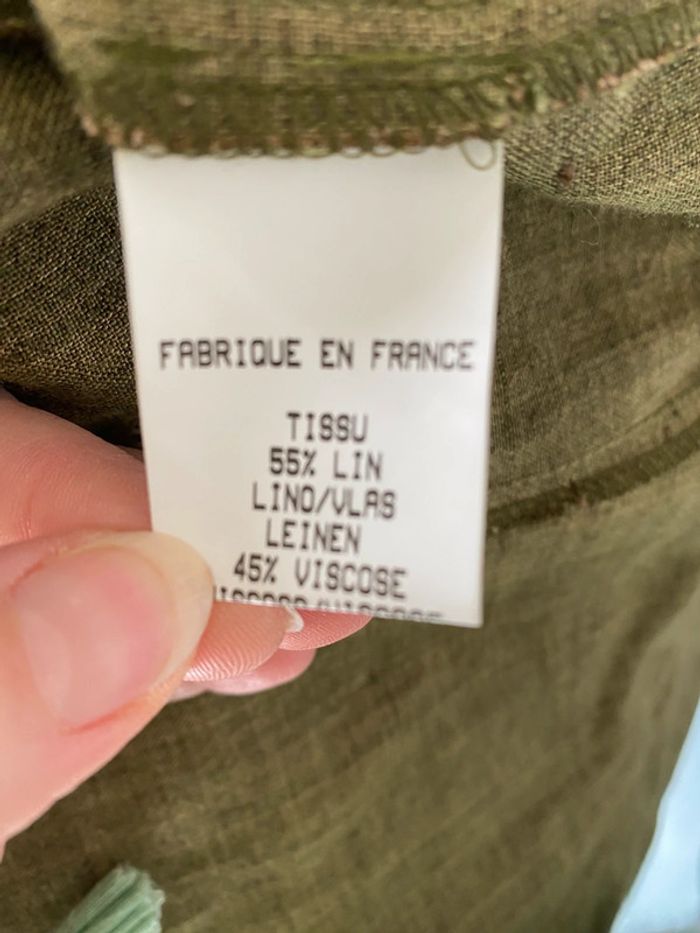 FABRIQUE EN FRANCE
TISSU
55% LIN
LINO/VLAS
LEINEN
45% VISCOSE